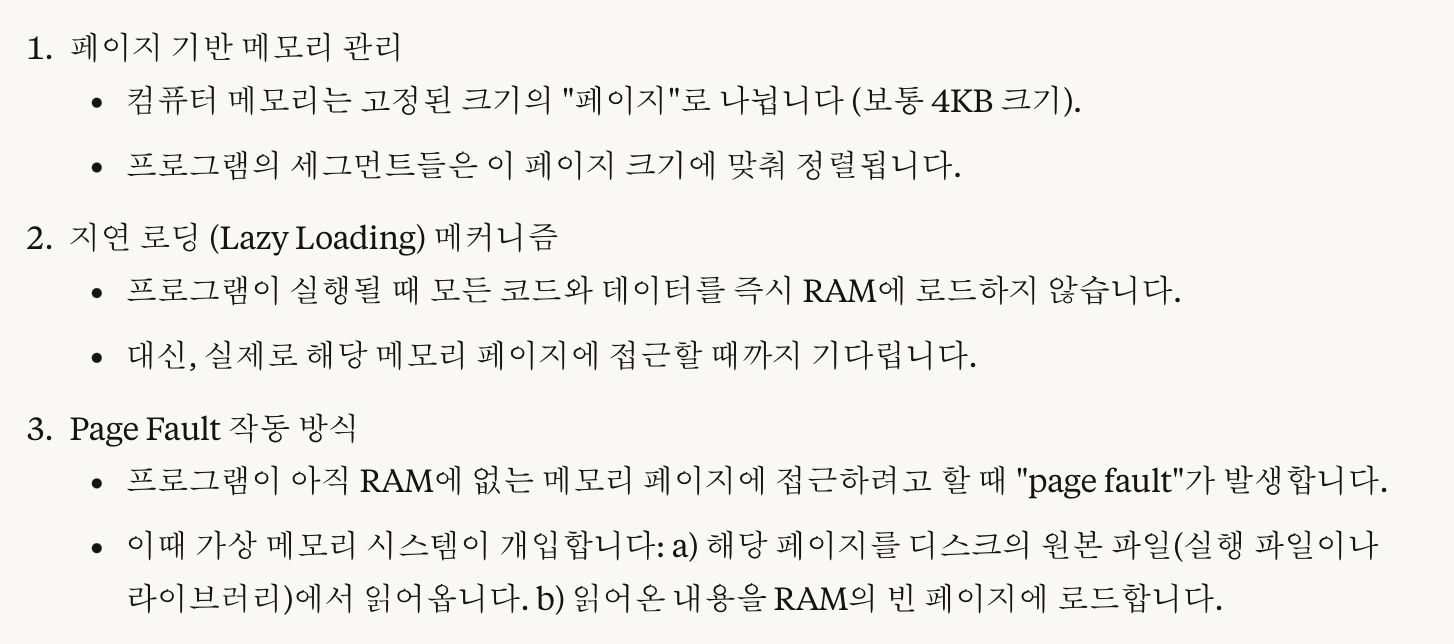 1. 페이지 기반 메모리 관리
• 컴퓨터 메모리는 고정된 크기의 "페이지"로 나뉩니다 (보통 4KB 크기).
• 프로그램의 세그먼트들은 이 페이지 크기에 맞춰 정렬됩니다.
2. 지연 로딩 (Lazy Loading) 메커니즘
• 프로그램이 실행될 때 모든 코드와 데이터를 즉시 RAM에 로드하지 않습니다.
• 대신, 실제로 해당 메모리 페이지에 접근할 때까지 기다립니다.
3. Page Fault 작동 방식
• 프로그램이 아직 RAM에 없는 메모리 페이지에 접근하려고 할 때 "page fault"가 발생합니다.
• 이때 가상 메모리 시스템이 개입합니다: a) 해당 페이지를 디스크의 원본 파일(실행 파일이나
라이브러리)에서 읽어옵니다. b) 읽어온 내용을 RAM의 빈 페이지에 로드합니다.